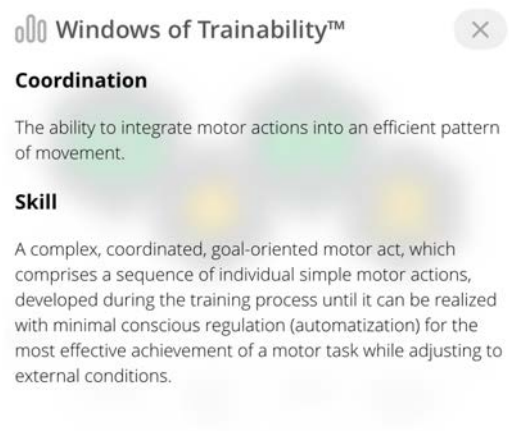 Windows of Trainability™
Coordination
The ability to integrate motor actions into an efficient pattern
of movement.
Skill
A complex, coordinated, goal-oriented motor act, which
comprises a sequence of individual simple motor actions,
developed during the training process until it can be realized
with minimal conscious regulation (automatization) for the
most effective achievement of a motor task while adjusting to
external conditions.